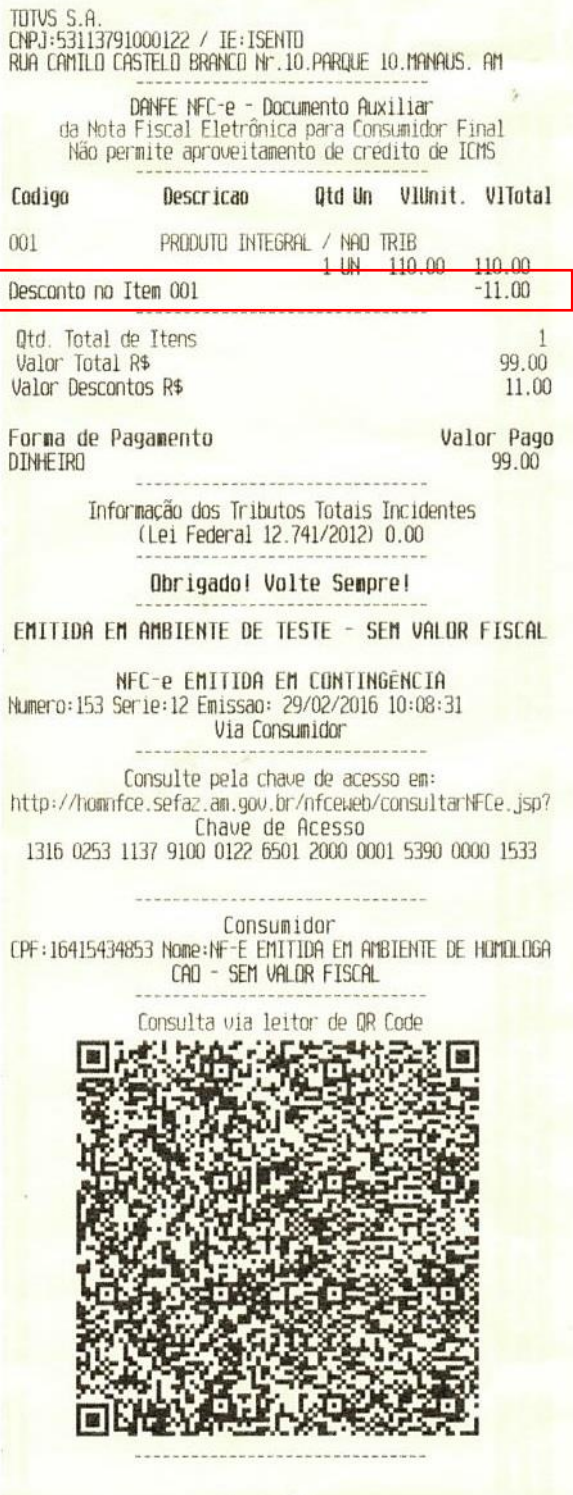 TOTVS S.A.
CNPJ:53113791000122 / IE:ISENTO
RUA CAMILO CASTELO BRANCO Nr.10.PARQUE 10.MANAUS. AM
DANFE NFC-e - Documento Auxiliar
da Nota Fiscal Eletrônica para Consumidor Final
Não permite aproveitamento de credito de ICMS
Codigo Descricao Qtd Un VlUnit. VlTotal
001 PRODUTO INTEGRAL / NAO TRIB
1 UN 110.00 110.00
Desconto no Item 001 -11.00
Qtd. Total de Itens 1
Valor Total R$ 99.00
Valor Descontos R$ 11.00
Forma de Pagamento Valor Pago
DINHEIRO 99.00
Informação dos Tributos Totais Incidentes
(Lei Federal 12.741/2012) 0.00
Obrigado! Volte Sempre!
EMITIDA EM AMBIENTE DE TESTE - SEM VALOR FISCAL
NFC-e EMITIDA EM CONTINGÊNCIA
Numero:153 Serie:12 Emissao: 29/02/2016 10:08:31
Via Consumidor
Consulte pela chave de acesso em:
http://homnfce.sefaz.am.gov.br/nfceweb/consultarNFCe.jsp?
Chave de Acesso
1316 0253 1137 9100 0122 6501 2000 0001 5390 0000 1533
Consumidor
CPF:16415434853 Nome:NF-E EMITIDA EM AMBIENTE DE HOMOLOGA
CAO - SEM VALOR FISCAL
Consulta via leitor de QR Code